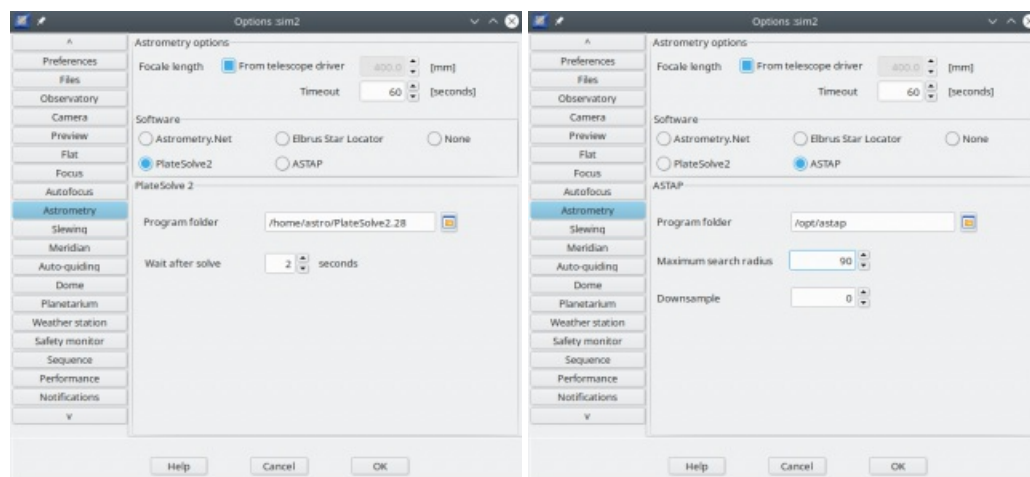 Options :sim2
^
Preferences
Files
Observatory
Camera
Preview
Flat
Focus
Autofocus
Astrometry
Slewing
Meridian
Auto-guiding
Dome
Planetarium
Weather station
Safety monitor
Sequence
Performance
Notifications
v
Astrometry options
Focale length From telescope driver 400.0 [mm]
Timeout 60 [seconds]
Software
Astrometry.Net Elbrus Star Locator None
PlateSolve2 ASTAP
PlateSolve 2
Program folder /home/astro/PlateSolve2.28
Wait after solve 2 seconds
Help Cancel OK
Options :sim2
^
Preferences
Files
Observatory
Camera
Preview
Flat
Focus
Autofocus
Astrometry
Slewing
Meridian
Auto-guiding
Dome
Planetarium
Weather station
Safety monitor
Sequence
Performance
Notifications
v
Astrometry options
Focale length From telescope driver 400.0 [mm]
Timeout 60 [seconds]
Software
Astrometry.Net Elbrus Star Locator None
PlateSolve2 ASTAP
ASTAP
Program folder /opt/astap
Maximum search radius 90
Downsample 0
Help Cancel OK